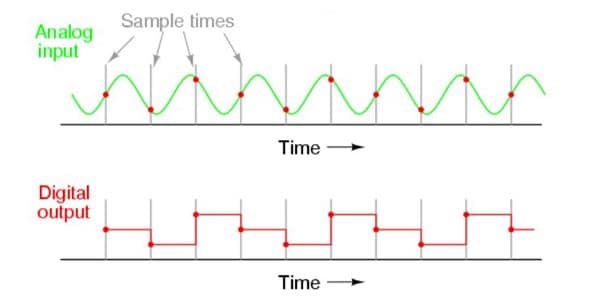 Sample times
Analog
input
Time
Digital
output
Time